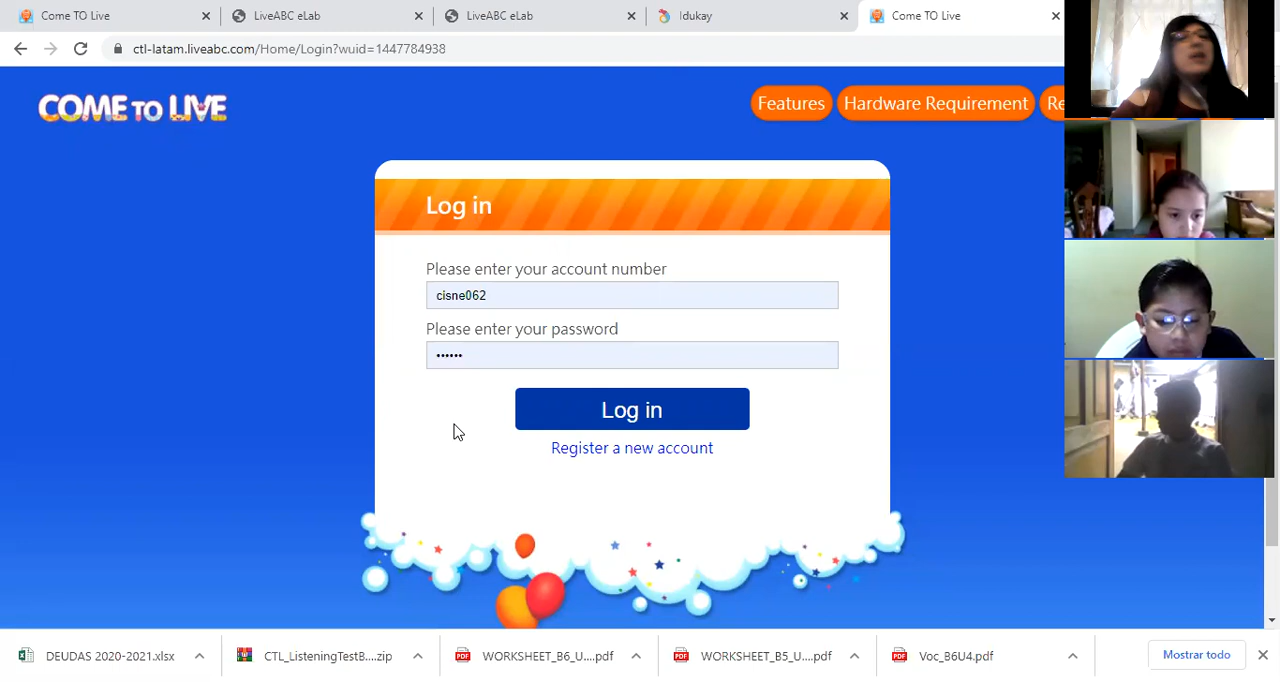 Come TO Live
LiveABC eLab
LiveABC eLab
Idukay
Come TO Live
ctl-latam.liveabc.com/Home/Login?wuid=1447784938
COME TO LIVE
Features
Hardware Requirement
Re
Log in
Please enter your account number
cisne062
Please enter your password
••••••
Log in
Register a new account
DEUDAS 2020-2021.xlsx
CTL_ListeningTestB....zip
WORKSHEET_B6_U....pdf
WORKSHEET_B5_U....pdf
Voc_B6U4.pdf
Mostrar todo